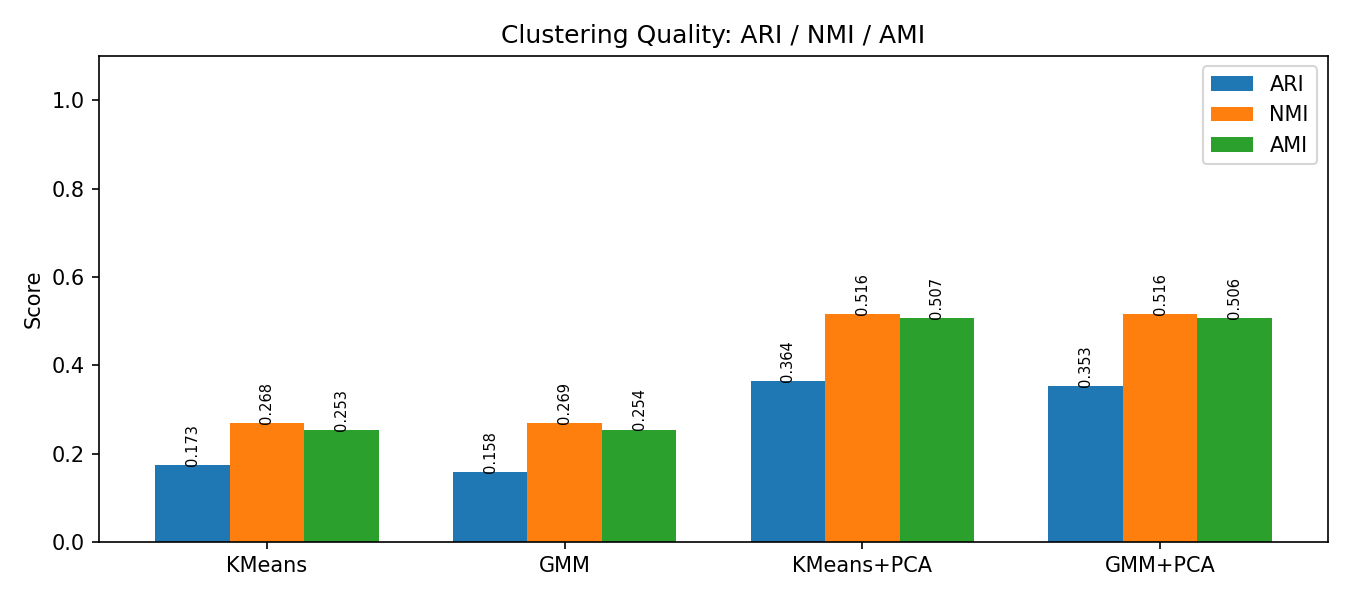 Clustering Quality: ARI / NMI / AMI
ARI
NMI
AMI
Score
1.0
0.8
0.6
0.4
0.2
0.0
0.173
0.268
0.253
0.158
0.269
0.254
0.364
0.516
0.507
0.353
0.516
0.506
KMeans
GMM
KMeans+PCA
GMM+PCA